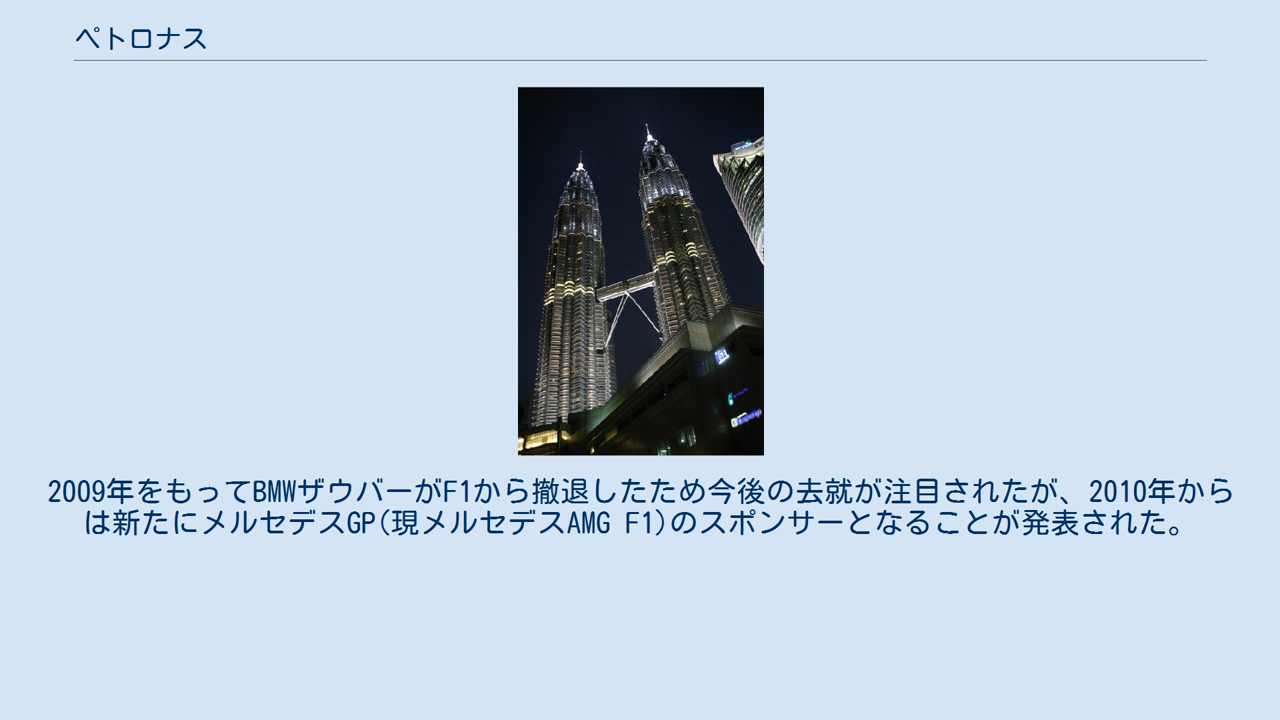 ペトロナス
2009年をもってBMWザウバーがF1から撤退したため今後の去就が注目されたが、2010年から
は新たにメルセデスGP(現メルセデスAMG F1)のスポンサーとなることが発表された。